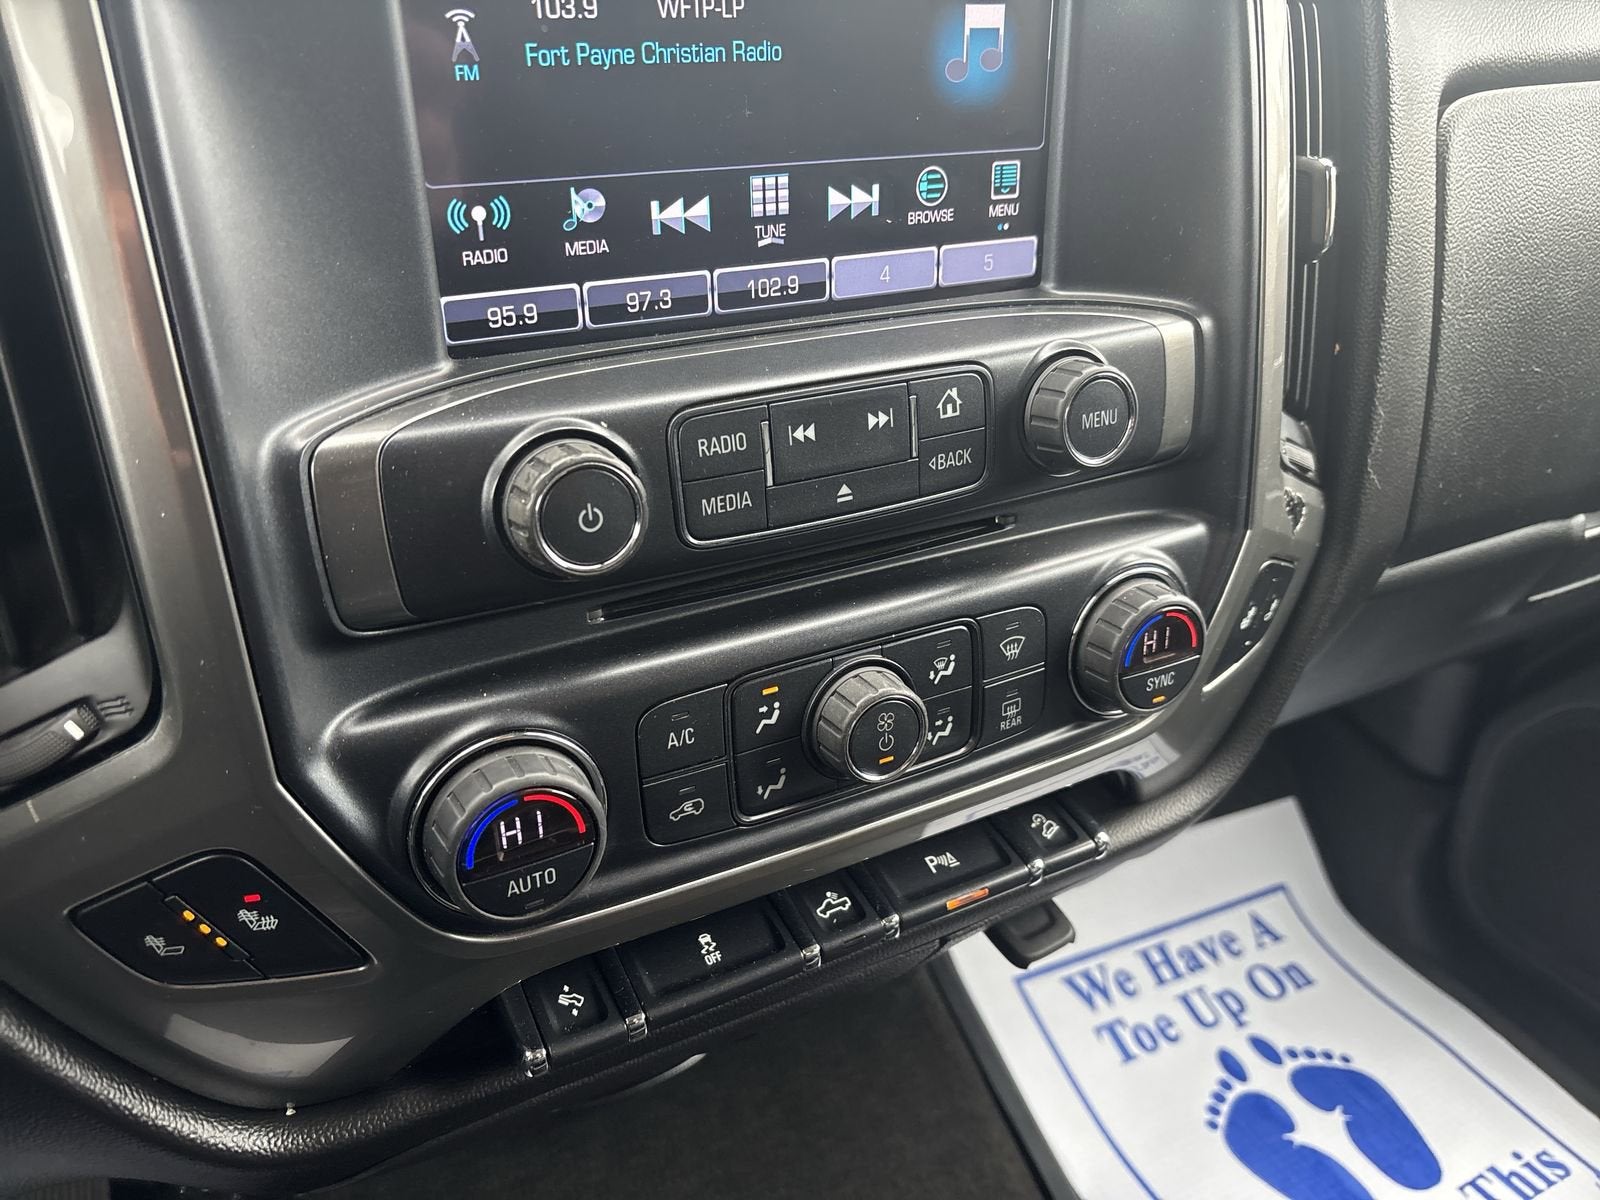 103.9 WFTP-LP
FM Fort Payne Christian Radio
RADIO MEDIA TUNE BROWSE MENU
95.9 97.3 102.9 4 5
RADIO BACK MENU
MEDIA
HI
SYNC
A/C REAR
HI
AUTO
OFF
P
We Have A
Toe Up On
This